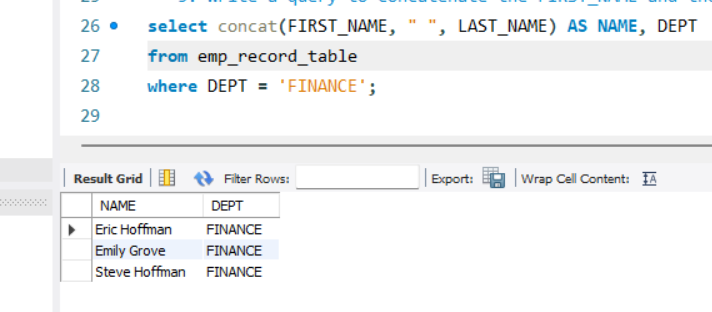 26 select concat(FIRST_NAME, " ", LAST_NAME) AS NAME, DEPT
27 from emp_record_table
28 where DEPT = 'FINANCE';
29
Result Grid Filter Rows: Export: Wrap Cell Content: IA
NAME DEPT
Eric Hoffman FINANCE
Emily Grove FINANCE
Steve Hoffman FINANCE